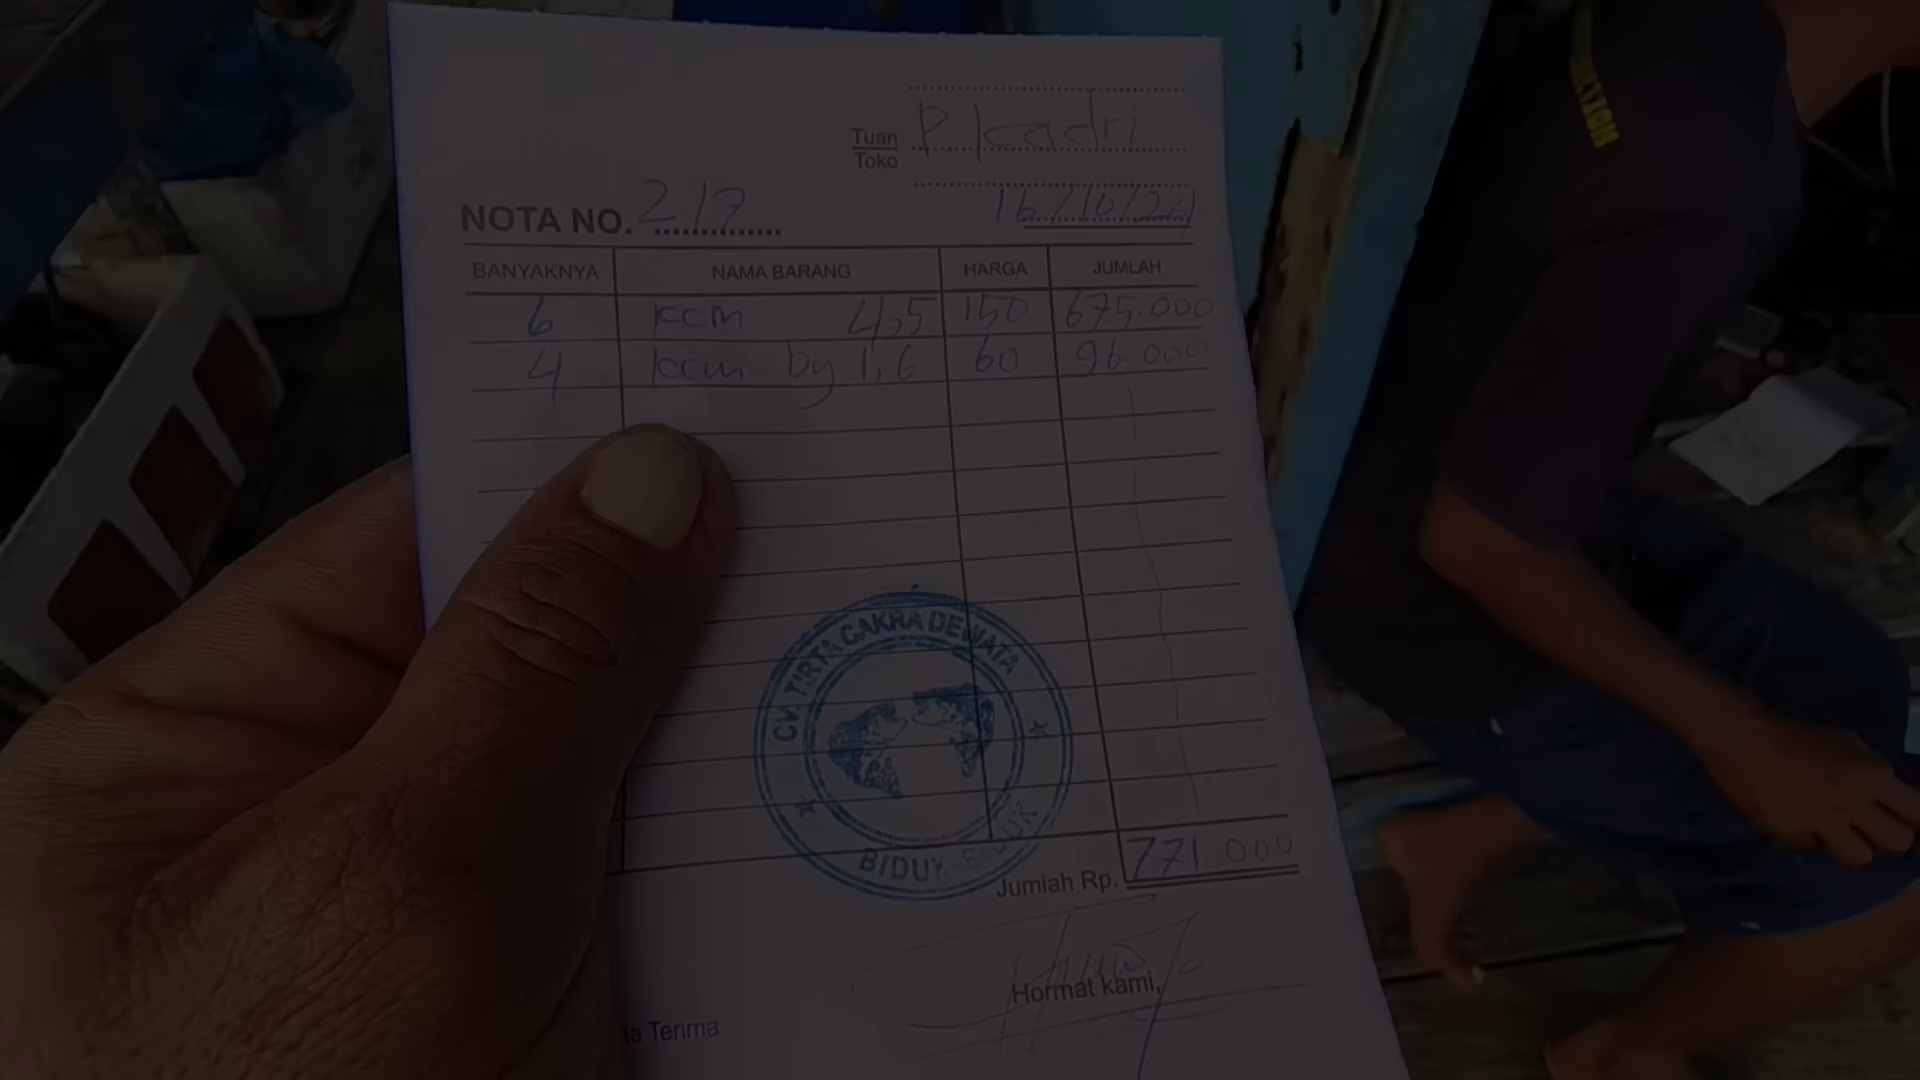 Tuan
Toko
P. kadri
NOTA NO. 217
16/10/24
BANYAKNYA NAMA BARANG HARGA JUMLAH
6 kcm 4,5 150 675.000
4 kcm by 1,6 60 96.000
CV. TIRTA CAKRA DEWATA
BIDUK-BIDUK
Jumlah Rp. 771.000
Hormat kami,
da Terima